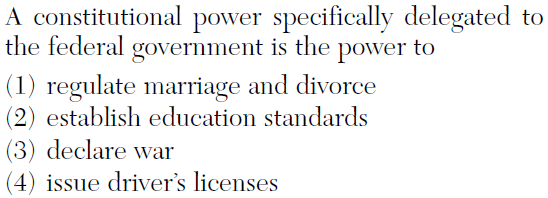 A constitutional power specifically delegated to
the federal government is the power to
(1) regulate marriage and divorce
(2) establish education standards
(3) declare war
(4) issue driver's licenses